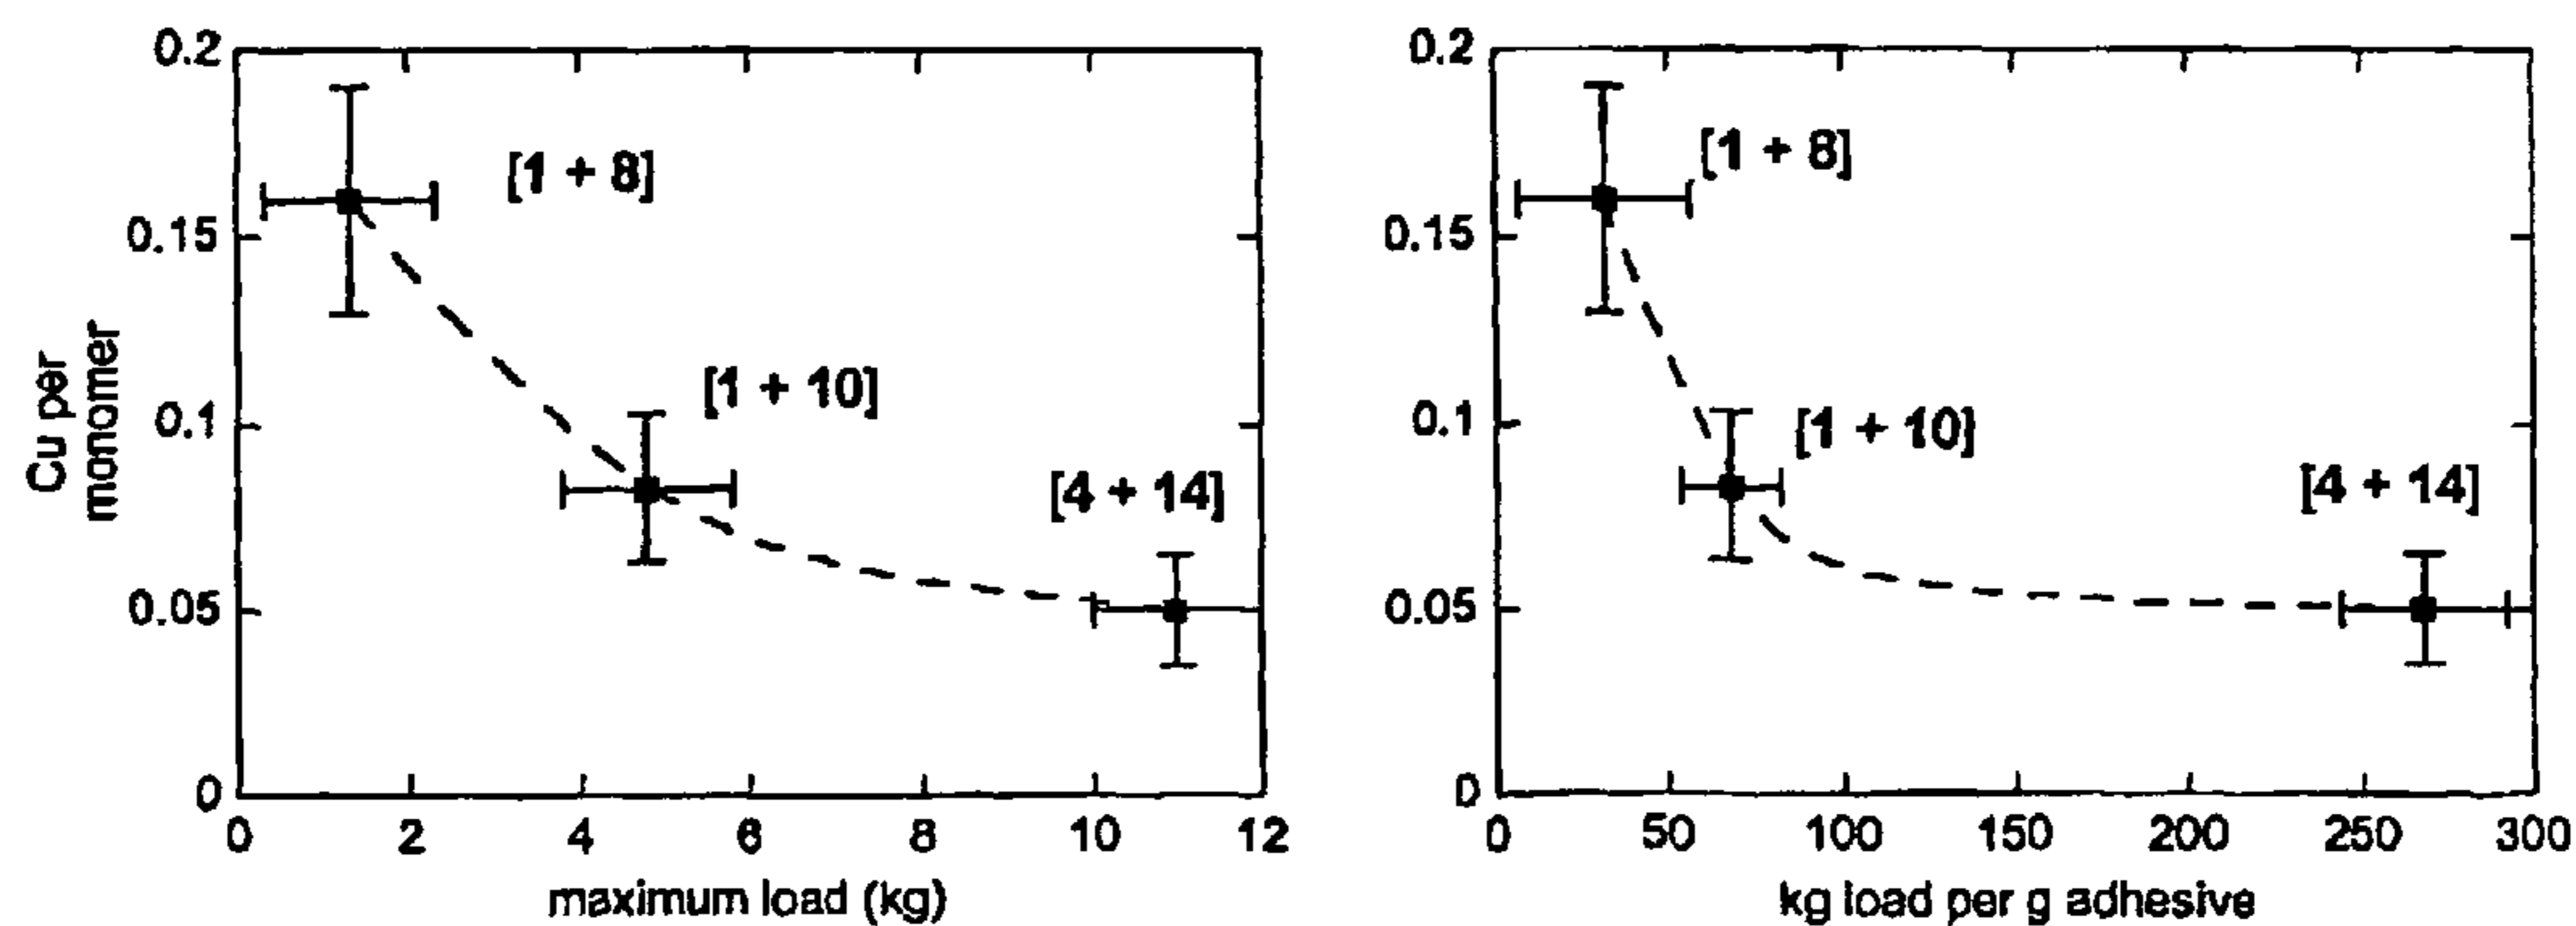 0.2
0.15
0.1
0.05
0
Cu per
monomer
[1 + 8]
[1 + 10]
[4 + 14]
0 2 4 6 8 10 12
maximum load (kg)
0.2
0.15
0.1
0.05
0
[1 + 8]
[1 + 10]
[4 + 14]
0 50 100 150 200 250 300
kg load per g adhesive